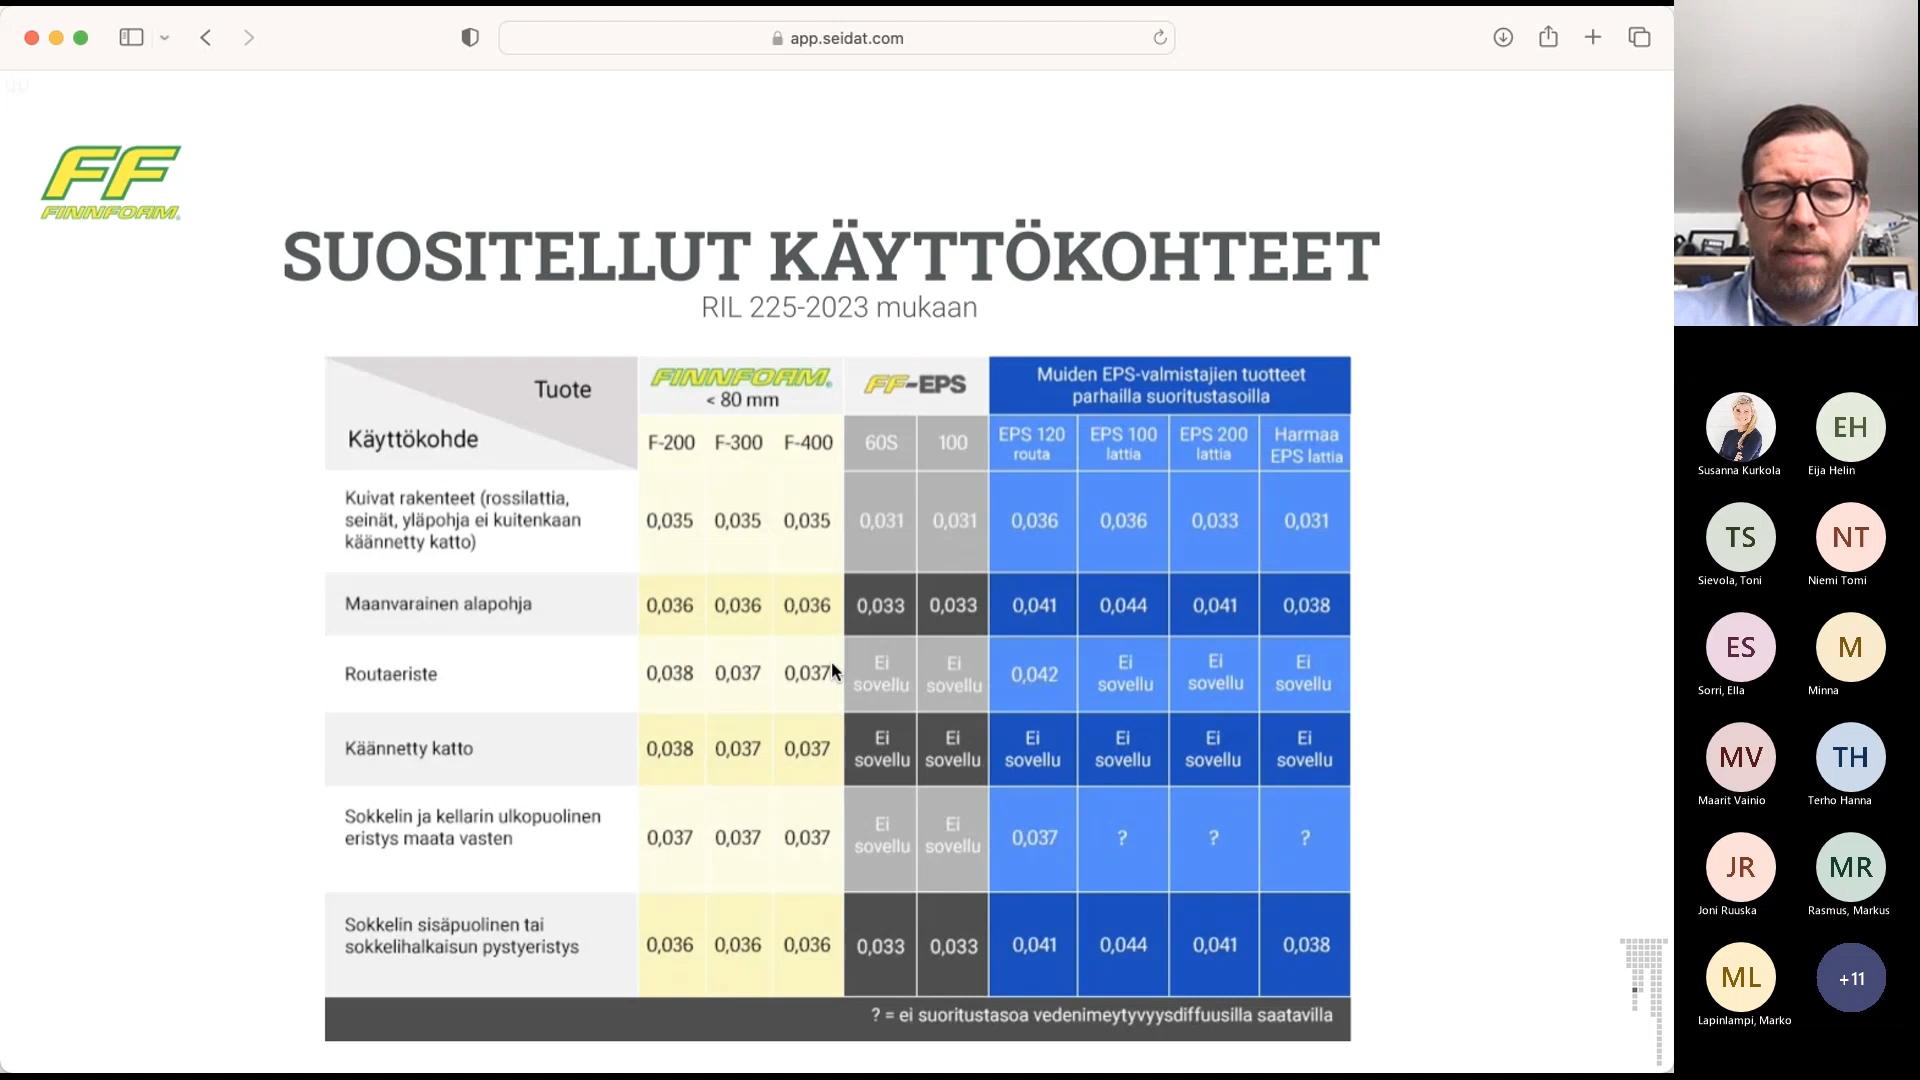 app.seidat.com
FF
FINNFOAM®
SUOSITELLUT KÄYTTÖKOHTEET
RIL 225-2023 mukaan
Tuote
Käyttökohde
FINNFOAM®
< 80 mm
FF-EPS
Muiden EPS-valmistajien tuotteet
parhailla suoritustasoilla
F-200 F-300 F-400 60S 100
EPS 120
routa
EPS 100
lattia
EPS 200
lattia
Harmaa
EPS lattia
Kuivat rakenteet (rossilattia,
seinät, yläpohja ei kuitenkaan
käännetty katto)
0,035 0,035 0,035 0,031 0,031 0,036 0,036 0,033 0,031
Maanvarainen alapohja
0,036 0,036 0,036 0,033 0,033 0,041 0,044 0,041 0,038
Routaeriste
0,038 0,037 0,037
Ei
sovellu
Ei
sovellu
0,042
Ei
sovellu
Ei
sovellu
Ei
sovellu
Käännetty katto
0,038 0,037 0,037
Ei
sovellu
Ei
sovellu
Ei
sovellu
Ei
sovellu
Ei
sovellu
Ei
sovellu
Sokkelin ja kellarin ulkopuolinen
eristys maata vasten
0,037 0,037 0,037
Ei
sovellu
Ei
sovellu
0,037 ? ? ?
Sokkelin sisäpuolinen tai
sokkelihalkaisun pystyeristys
0,036 0,036 0,036 0,033 0,033 0,041 0,044 0,041 0,038
? = ei suoritustasoa vedenimeytyvyysdiffuusilla saatavilla
Susanna Kurkola
EH
Eija Helin
TS
Sievola, Toni
NT
Niemi Tomi
ES
Sorri, Ella
M
Minna
MV
Maarit Vainio
TH
Terho Hanna
JR
Joni Ruuska
MR
Rasmus, Markus
ML
Lapinlampi, Marko
+11